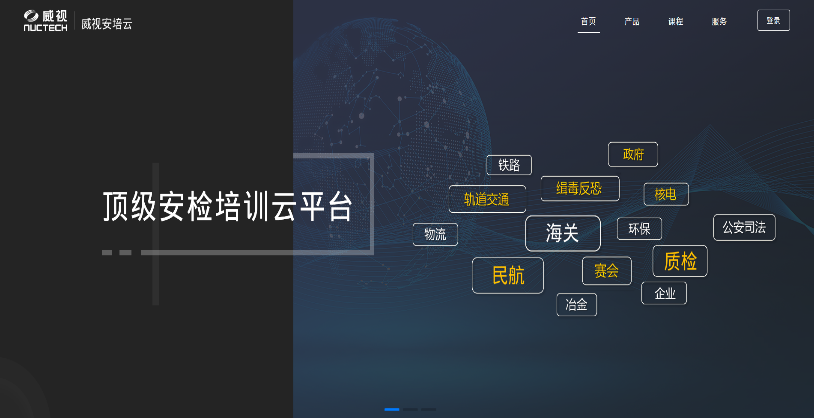 威视
NUCTECH
威视安培云
首页 产品 课程 服务 登录
顶级安检培训云平台
政府
铁路
缉毒反恐
轨道交通
核电
海关
环保
公安司法
物流
质检
民航
赛会
企业
冶金